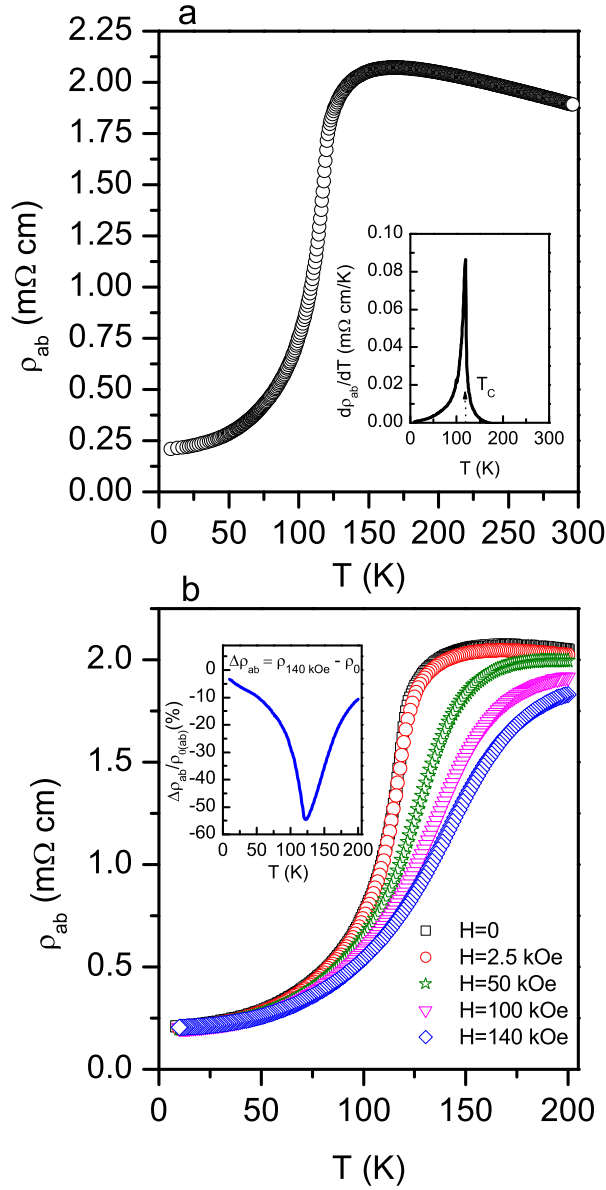 a
2.25
2.00
1.75
1.50
1.25
1.00
0.75
0.50
0.25
0.00
ρab (mΩ cm)
0 50 100 150 200 250 300
T (K)
0.10
0.08
0.06
0.04
0.02
0.00
dρab/dT (mΩ cm/K)
TC
0 100 200 300
T (K)
b
2.0
1.5
1.0
0.5
0.0
ρab (mΩ cm)
0 50 100 150 200
T (K)
Δρab = ρ140 kOe - ρ0
0
-10
-20
-30
-40
-50
-60
Δρab/ρ0(ab)(%)
0 50 100 150 200
T (K)
H=0
H=2.5 kOe
H=50 kOe
H=100 kOe
H=140 kOe